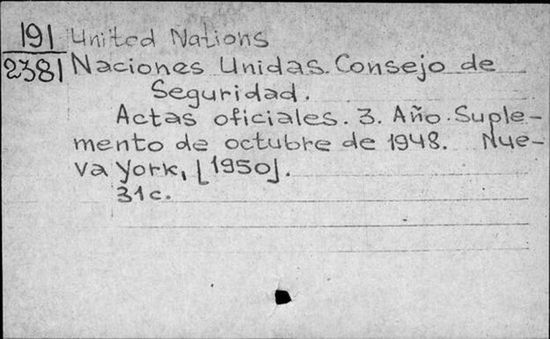 191 United Nations
2381 Naciones Unidas. Consejo de
Seguridad.
Actas oficiales. 3. Año. Suple-
mento de octubre de 1948. Nue-
va York, [1950].
31c.